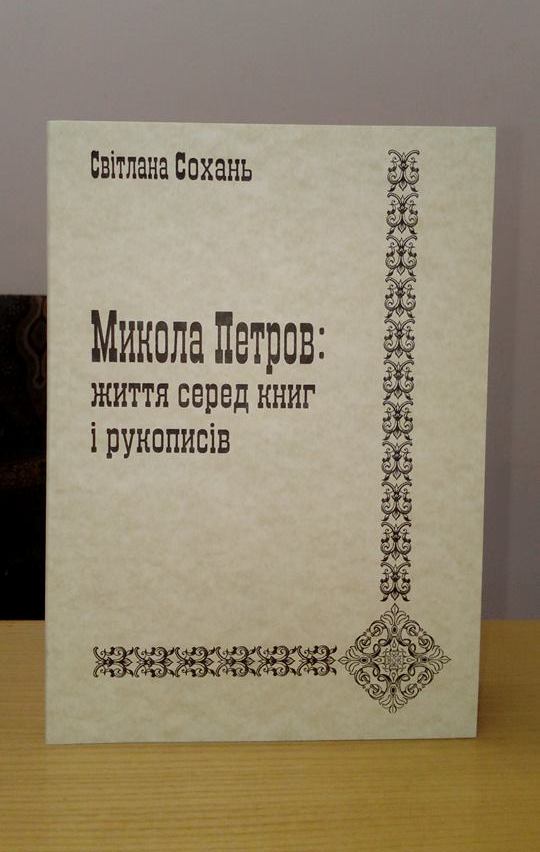 Світлана Сохань
Микола Петров:
життя серед книг
і рукописів